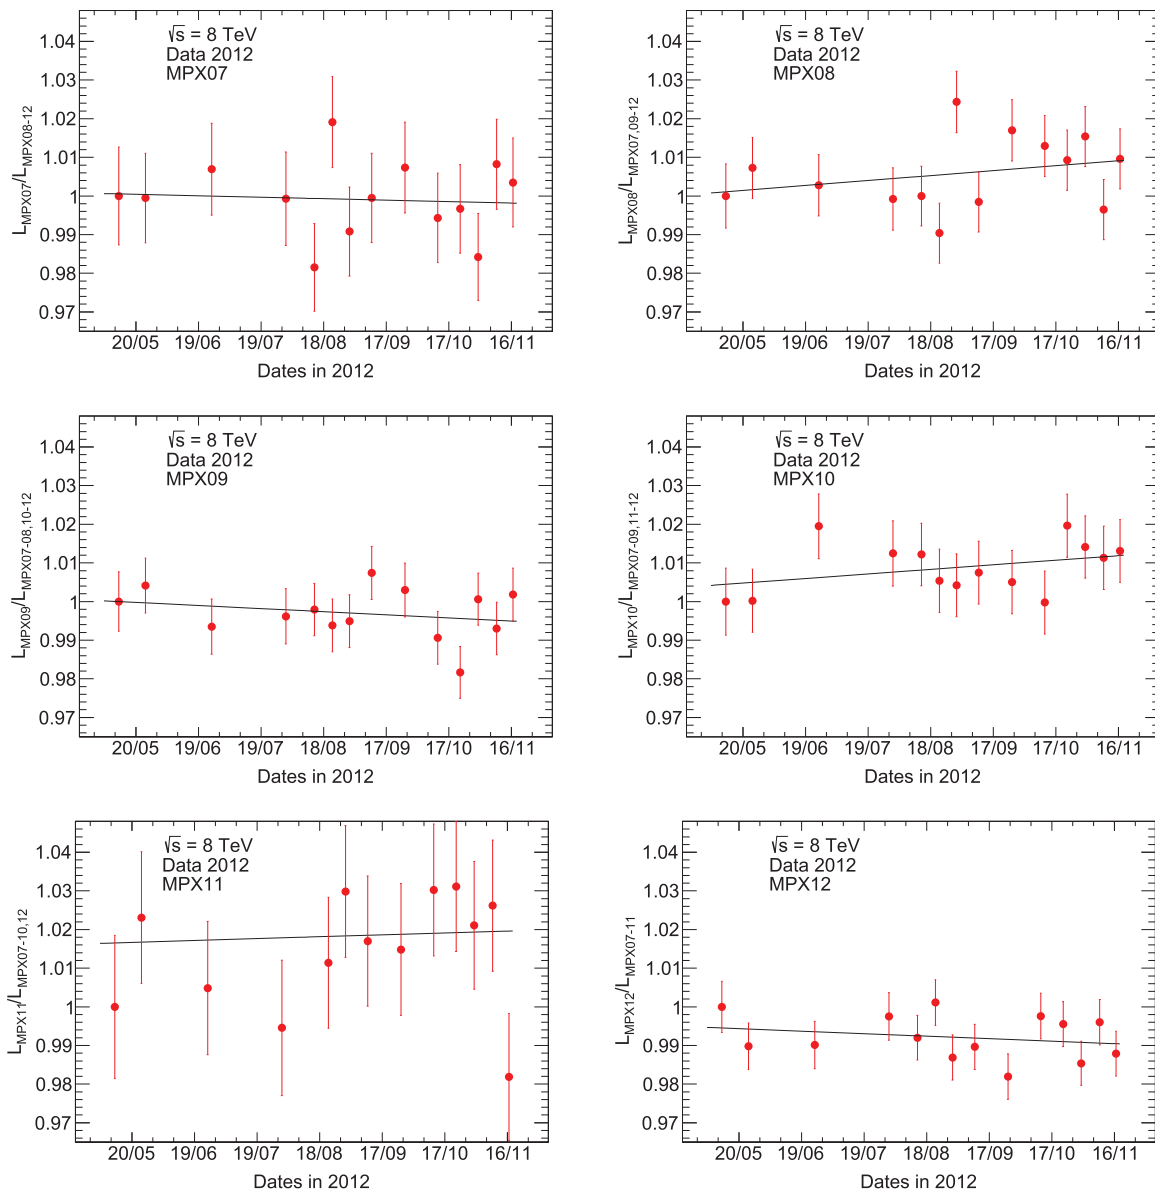 √s = 8 TeV
Data 2012
MPX07
L_MPX07/L_MPX08-12
1.04
1.03
1.02
1.01
1
0.99
0.98
0.97
20/05 19/06 19/07 18/08 17/09 17/10 16/11
Dates in 2012
√s = 8 TeV
Data 2012
MPX08
L_MPX08/L_MPX07,09-12
1.04
1.03
1.02
1.01
1
0.99
0.98
0.97
20/05 19/06 19/07 18/08 17/09 17/10 16/11
Dates in 2012
√s = 8 TeV
Data 2012
MPX09
L_MPX09/L_MPX07-08,10-12
1.04
1.03
1.02
1.01
1
0.99
0.98
0.97
20/05 19/06 19/07 18/08 17/09 17/10 16/11
Dates in 2012
√s = 8 TeV
Data 2012
MPX10
L_MPX10/L_MPX07-09,11-12
1.04
1.03
1.02
1.01
1
0.99
0.98
0.97
20/05 19/06 19/07 18/08 17/09 17/10 16/11
Dates in 2012
√s = 8 TeV
Data 2012
MPX11
L_MPX11/L_MPX07-10,12
1.04
1.03
1.02
1.01
1
0.99
0.98
0.97
20/05 19/06 19/07 18/08 17/09 17/10 16/11
Dates in 2012
√s = 8 TeV
Data 2012
MPX12
L_MPX12/L_MPX07-11
1.04
1.03
1.02
1.01
1
0.99
0.98
0.97
20/05 19/06 19/07 18/08 17/09 17/10 16/11
Dates in 2012